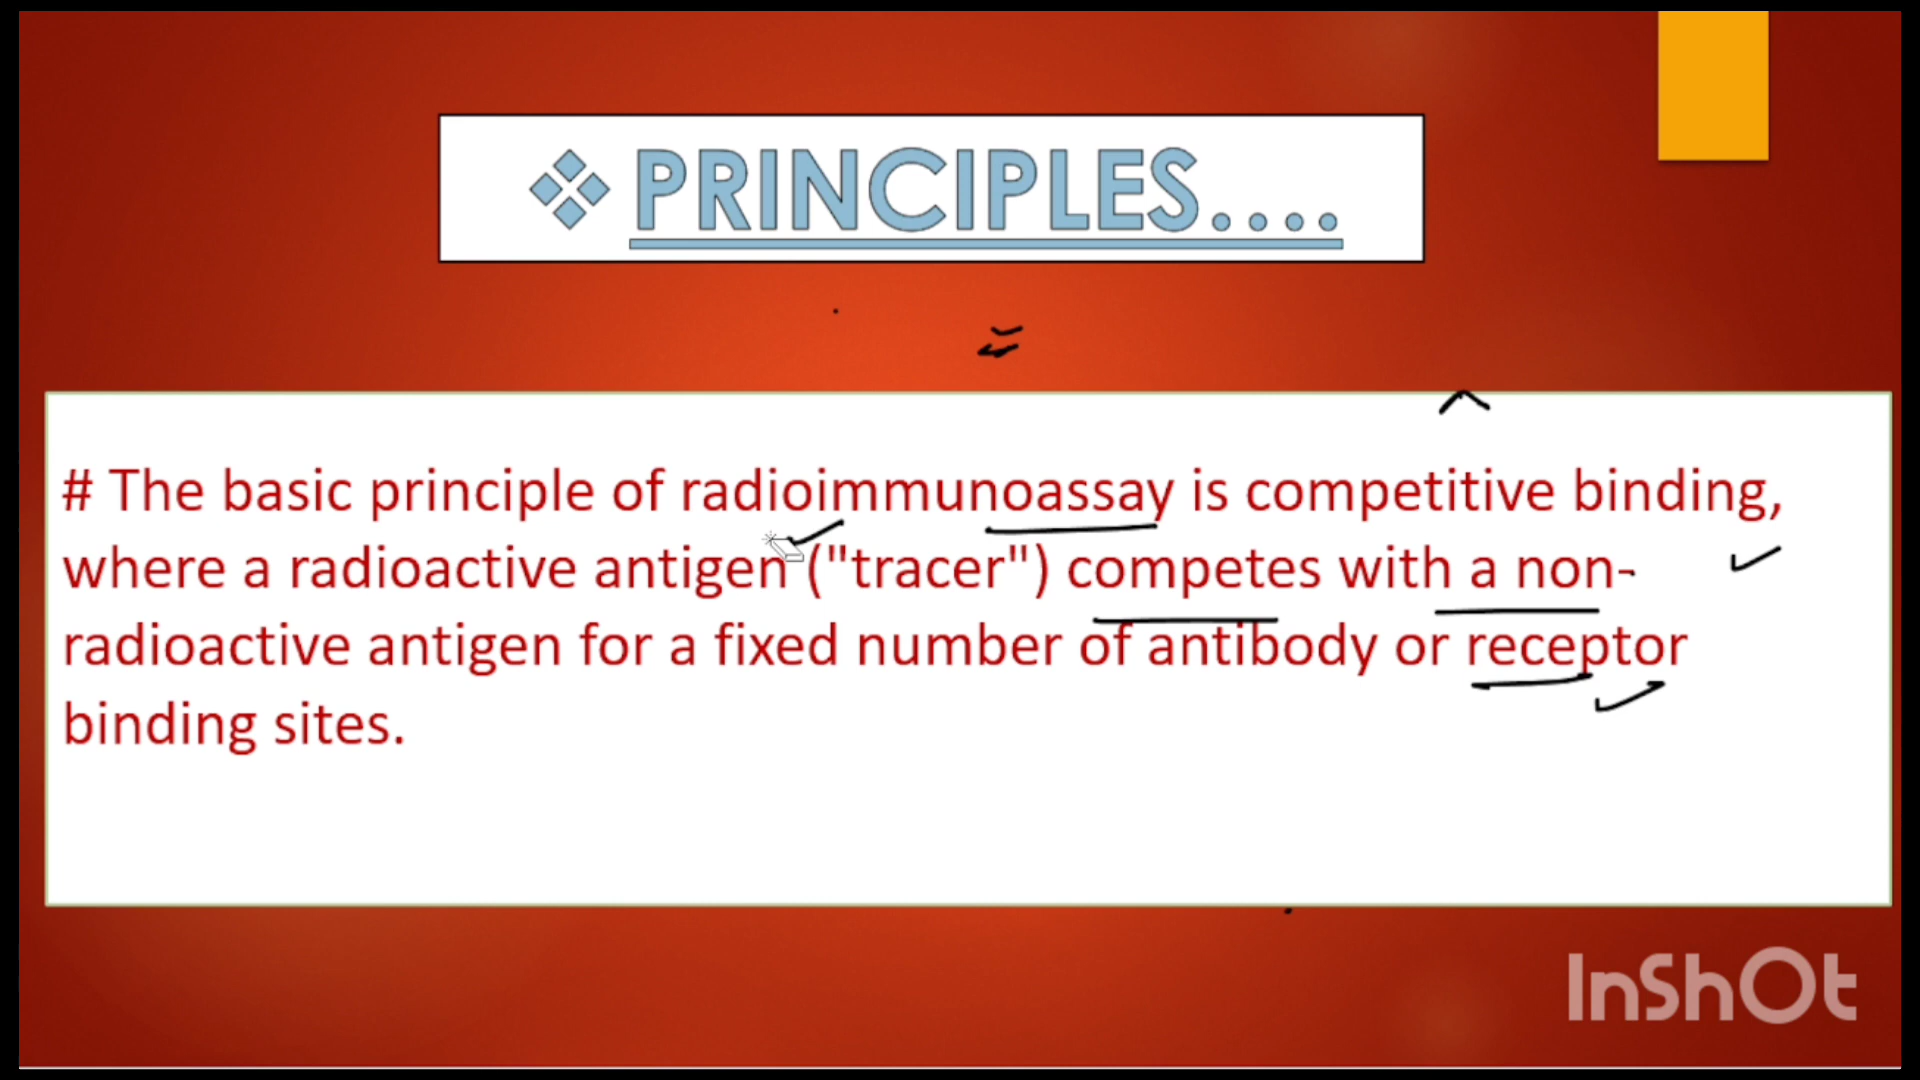 ❖ PRINCIPLES....
# The basic principle of radioimmunoassay is competitive binding,
where a radioactive antigen ("tracer") competes with a non-
radioactive antigen for a fixed number of antibody or receptor
binding sites.
InShOt